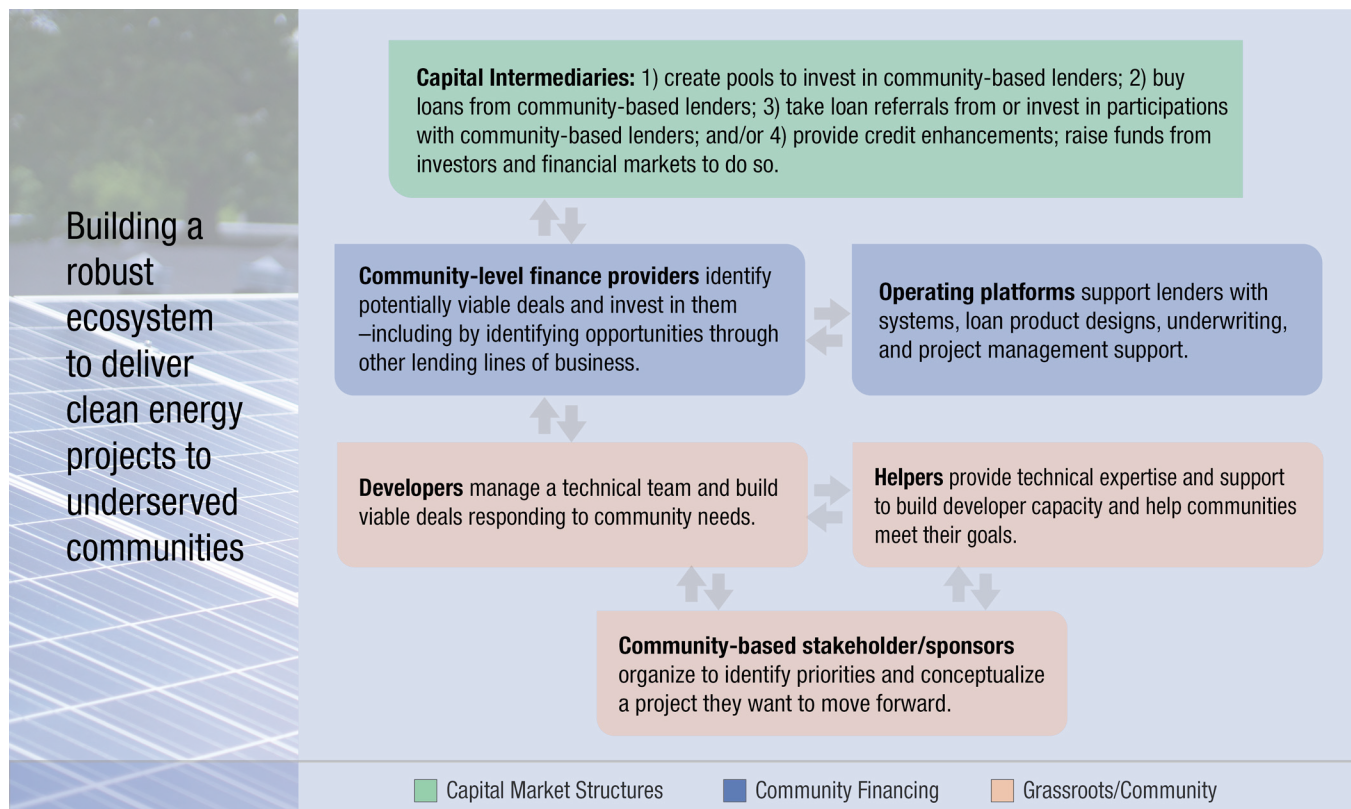 Building a
robust
ecosystem
to deliver
clean energy
projects to
underserved
communities
Capital Intermediaries: 1) create pools to invest in community-based lenders; 2) buy
loans from community-based lenders; 3) take loan referrals from or invest in participations
with community-based lenders; and/or 4) provide credit enhancements; raise funds from
investors and financial markets to do so.
Community-level finance providers identify
potentially viable deals and invest in them
–including by identifying opportunities through
other lending lines of business.
Operating platforms support lenders with
systems, loan product designs, underwriting,
and project management support.
Developers manage a technical team and build
viable deals responding to community needs.
Helpers provide technical expertise and support
to build developer capacity and help communities
meet their goals.
Community-based stakeholder/sponsors
organize to identify priorities and conceptualize
a project they want to move forward.
Capital Market Structures
Community Financing
Grassroots/Community